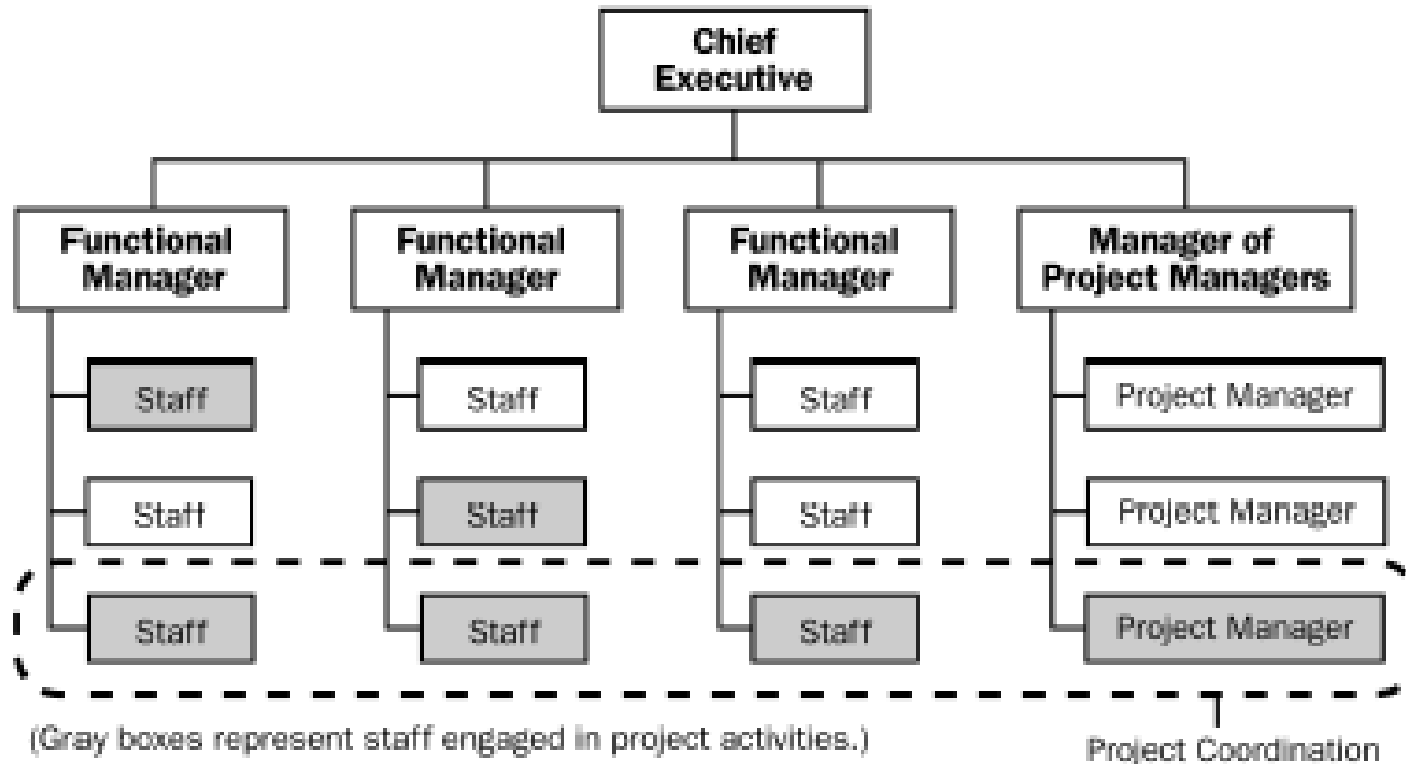 Chief
Executive
Functional
Manager
Functional
Manager
Functional
Manager
Manager of
Project Managers
Staff
Staff
Staff
Project Manager
Staff
Staff
Staff
Project Manager
Staff
Staff
Staff
Project Manager
(Gray boxes represent staff engaged in project activities.)
Project Coordination